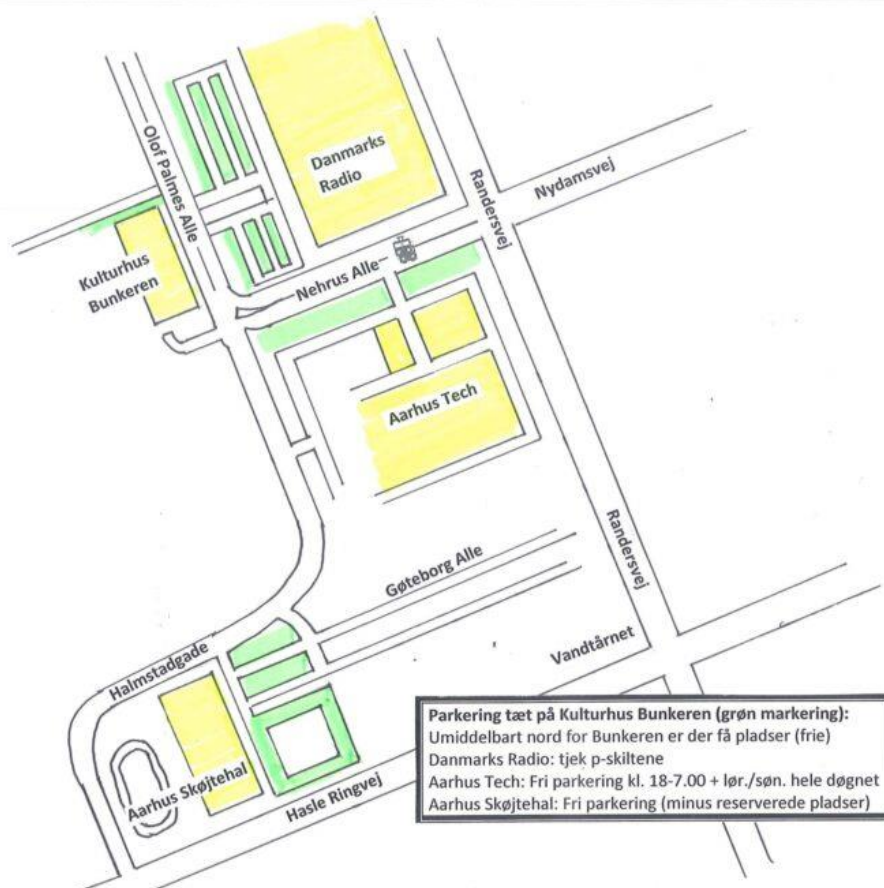 Olof Palmes Alle
Danmarks
Radio
Randersvej
Nydamsvej
Kulturhus
Bunkeren
Nehrus Alle
Aarhus Tech
Randersvej
Gøteborg Alle
Vandtårnet
Halmstadgade
Aarhus Skøjtehal
Hasle Ringvej
Parkering tæt på Kulturhus Bunkeren (grøn markering):
Umiddelbart nord for Bunkeren er der få pladser (frie)
Danmarks Radio: tjek p-skiltene
Aarhus Tech: Fri parkering kl. 18-7.00 + lør./søn. hele døgnet
Aarhus Skøjtehal: Fri parkering (minus reserverede pladser)